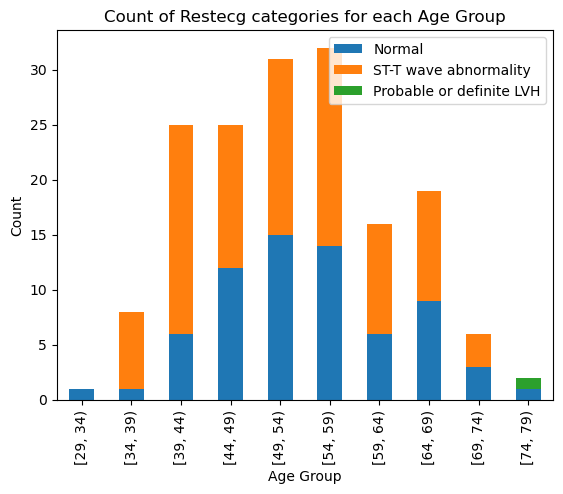 Count of Restecg categories for each Age Group
Normal
ST-T wave abnormality
Probable or definite LVH
Count
30
25
20
15
10
5
0
[29, 34)
[34, 39)
[39, 44)
[44, 49)
[49, 54)
[54, 59)
[59, 64)
[64, 69)
[69, 74)
[74, 79)
Age Group